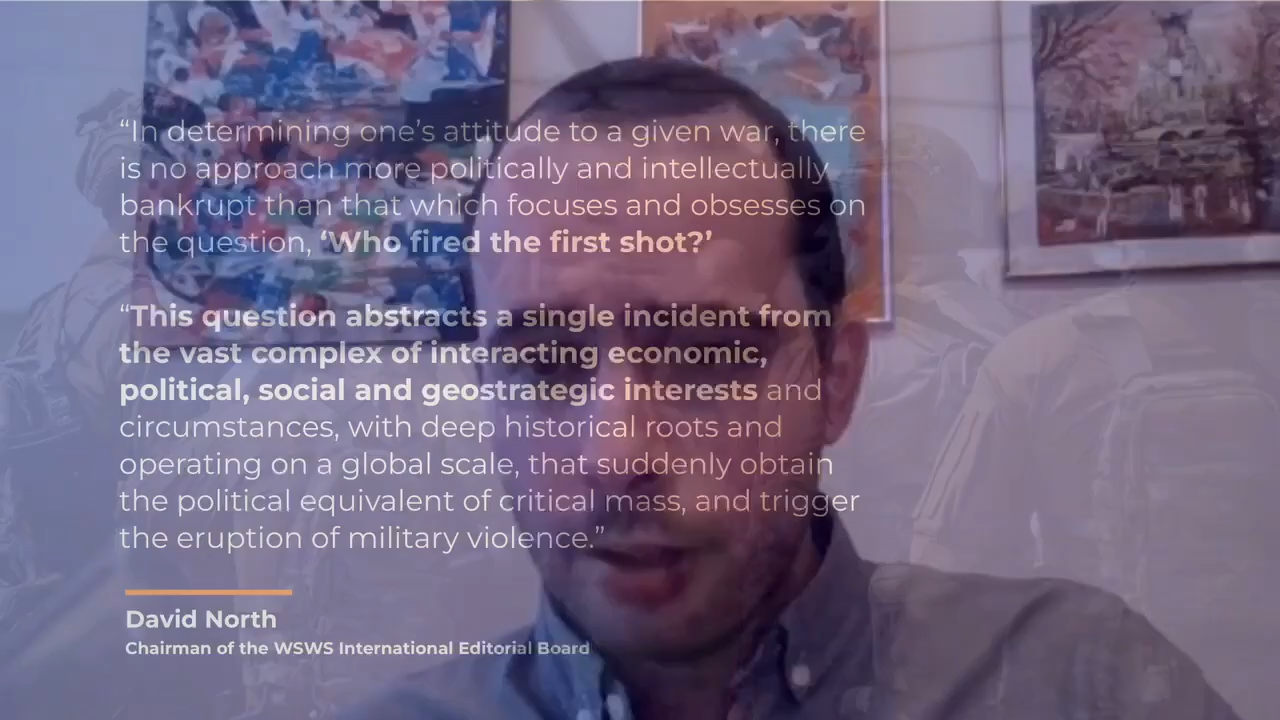 “In determining one’s attitude to a given war, there
is no approach more politically and intellectually
bankrupt than that which focuses and obsesses on
the question, ‘Who fired the first shot?’
“This question abstracts a single incident from
the vast complex of interacting economic,
political, social and geostrategic interests and
circumstances, with deep historical roots and
operating on a global scale, that suddenly obtain
the political equivalent of critical mass, and trigger
the eruption of military violence.”
David North
Chairman of the WSWS International Editorial Board